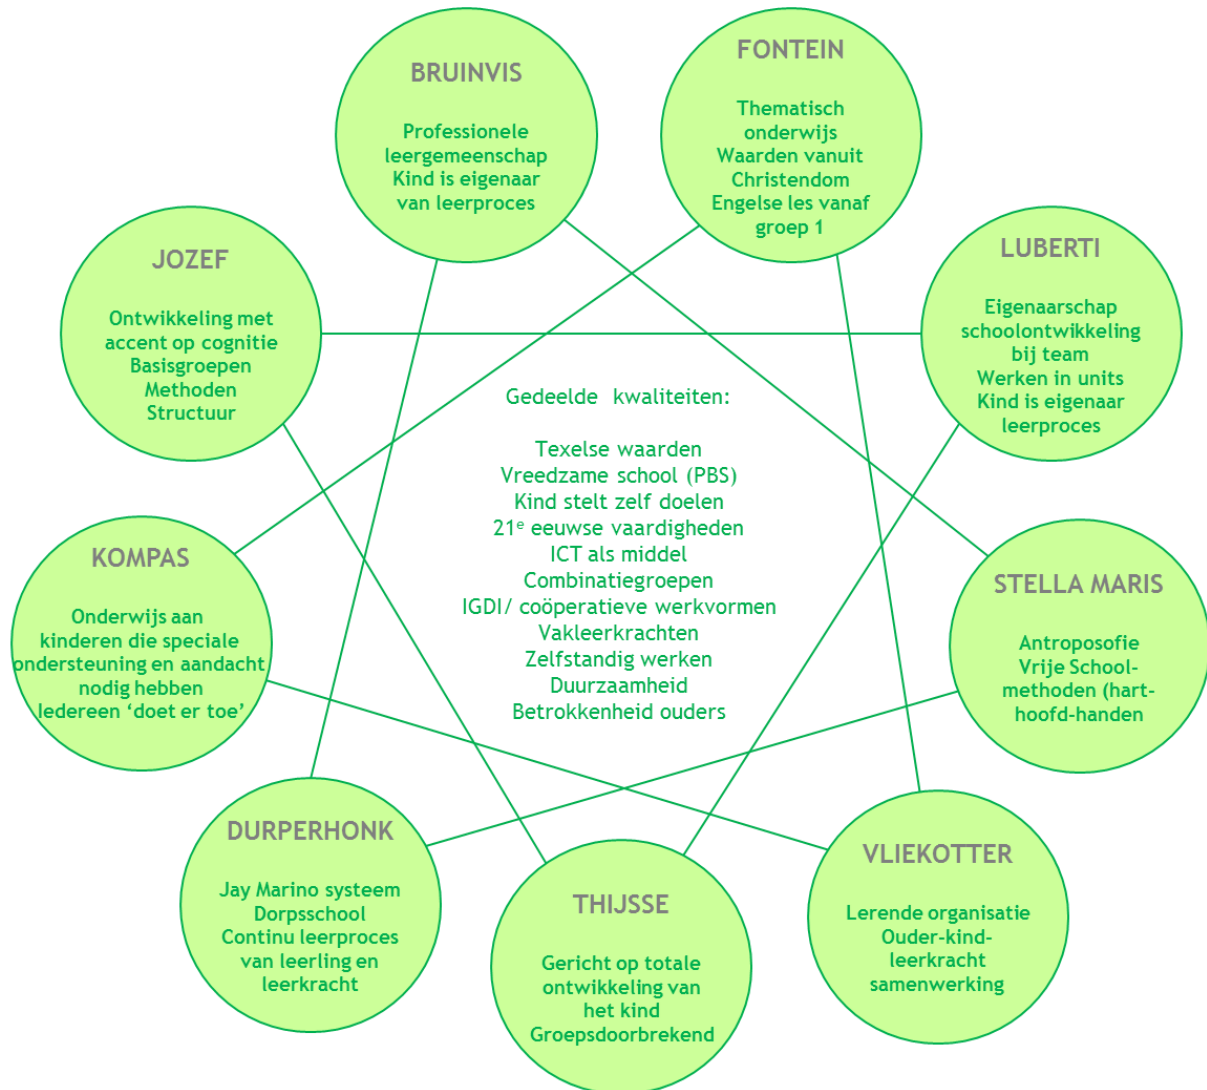 BRUINVIS
Professionele
leergemeenschap
Kind is eigenaar
van leerproces
FONTEIN
Thematisch
onderwijs
Waarden vanuit
Christendom
Engelse les vanaf
groep 1
JOZEF
Ontwikkeling met
accent op cognitie
Basisgroepen
Methoden
Structuur
LUBERTI
Eigenaarschap
schoolontwikkeling
bij team
Werken in units
Kind is eigenaar
leerproces
Gedeelde kwaliteiten:
Texelse waarden
Vreedzame school (PBS)
Kind stelt zelf doelen
21e eeuwse vaardigheden
ICT als middel
Combinatiegroepen
IGDI/ coöperatieve werkvormen
Vakleerkrachten
Zelfstandig werken
Duurzaamheid
Betrokkenheid ouders
KOMPAS
Onderwijs aan
kinderen die speciale
ondersteuning en aandacht
nodig hebben
Iedereen ‘doet er toe’
STELLA MARIS
Antroposofie
Vrije School-
methoden (hart-
hoofd-handen
DURPERHONK
Jay Marino systeem
Dorpsschool
Continu leerproces
van leerling en
leerkracht
THIJSSE
Gericht op totale
ontwikkeling van
het kind
Groepsdoorbrekend
VLIEKOTTER
Lerende organisatie
Ouder-kind-
leerkracht
samenwerking